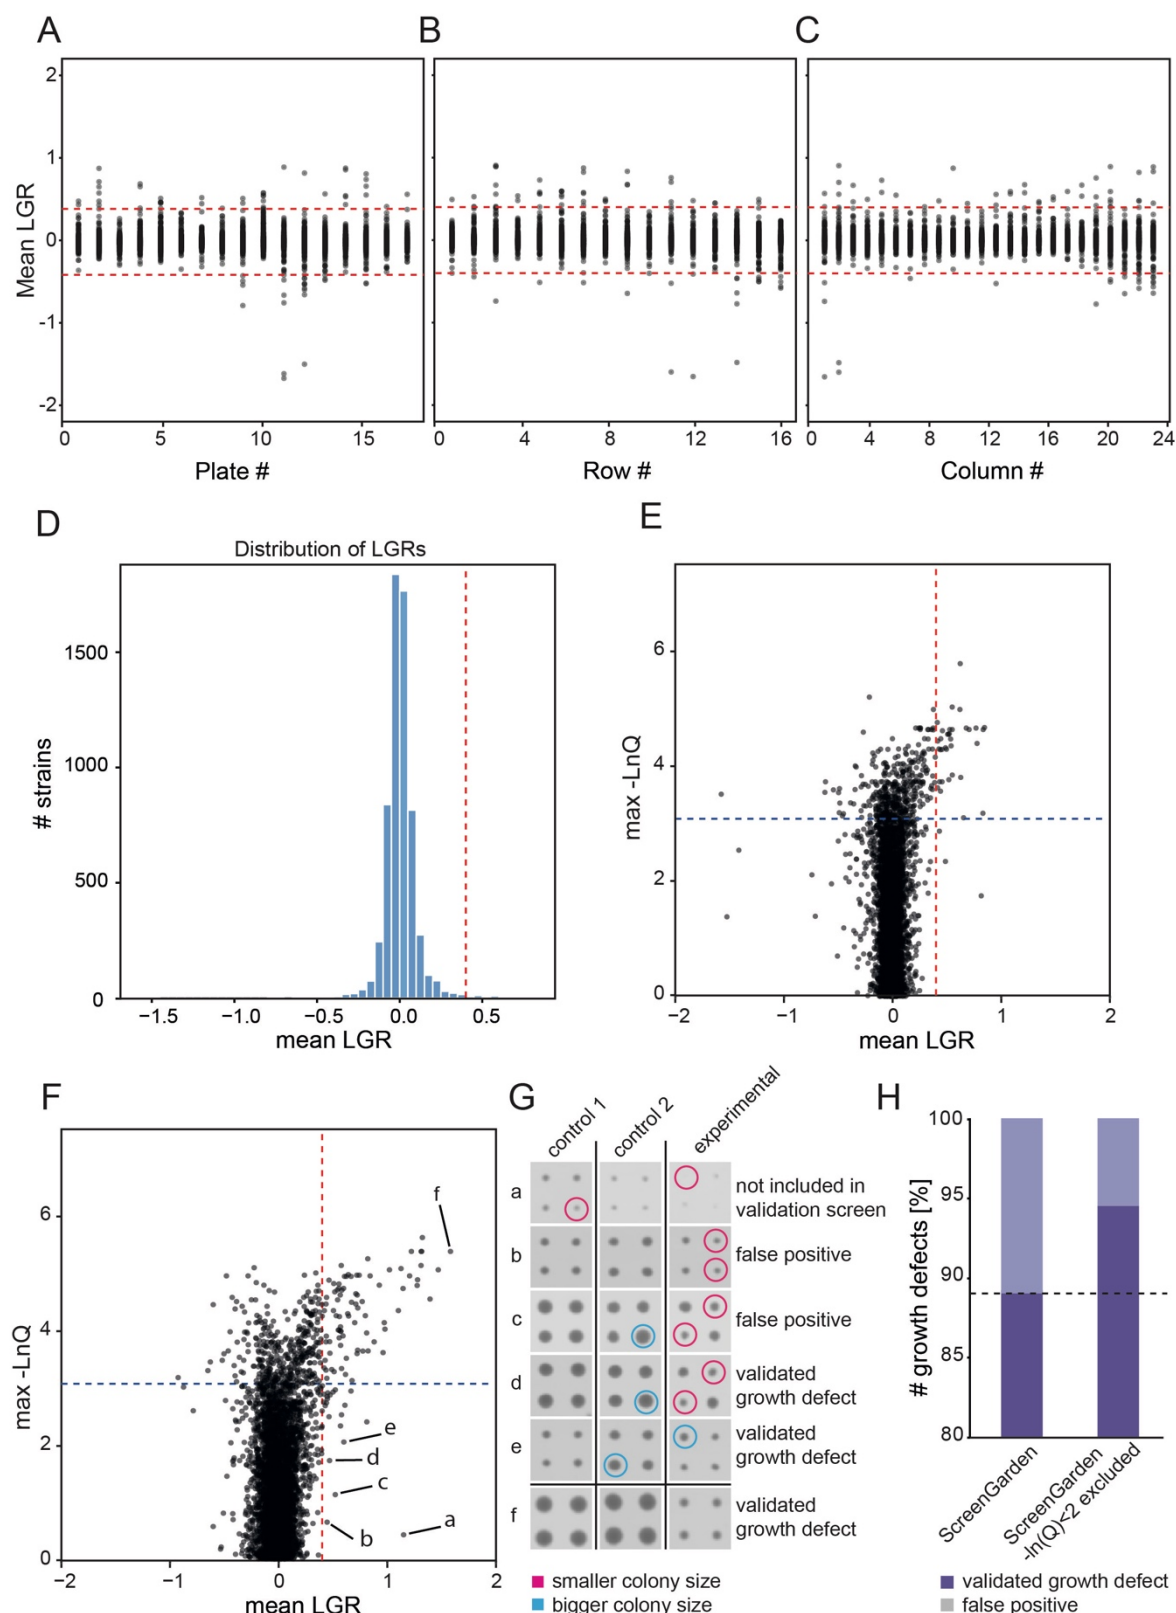 A
B
C
2
1
0
-1
-2
Mean LGR
0
5
10
15
Plate #
0
4
8
12
16
Row #
0
4
8
12
16
20
24
Column #
D
Distribution of LGRs
1500
1000
500
0
# strains
−1.5
−1.0
−0.5
0.0
0.5
mean LGR
E
6
4
2
0
max -LnQ
−2
−1
0
1
2
mean LGR
F
6
4
2
0
max -LnQ
−2
−1
0
1
2
mean LGR
f
e
d
c
b
a
G
control 1
control 2
experimental
a
not included in
validation screen
b
false positive
c
false positive
d
validated
growth defect
e
validated
growth defect
f
validated
growth defect
smaller colony size
bigger colony size
H
100
95
90
85
80
# growth defects [%]
ScreenGarden
ScreenGarden
-ln(Q)<2 excluded
validated growth defect
false positive